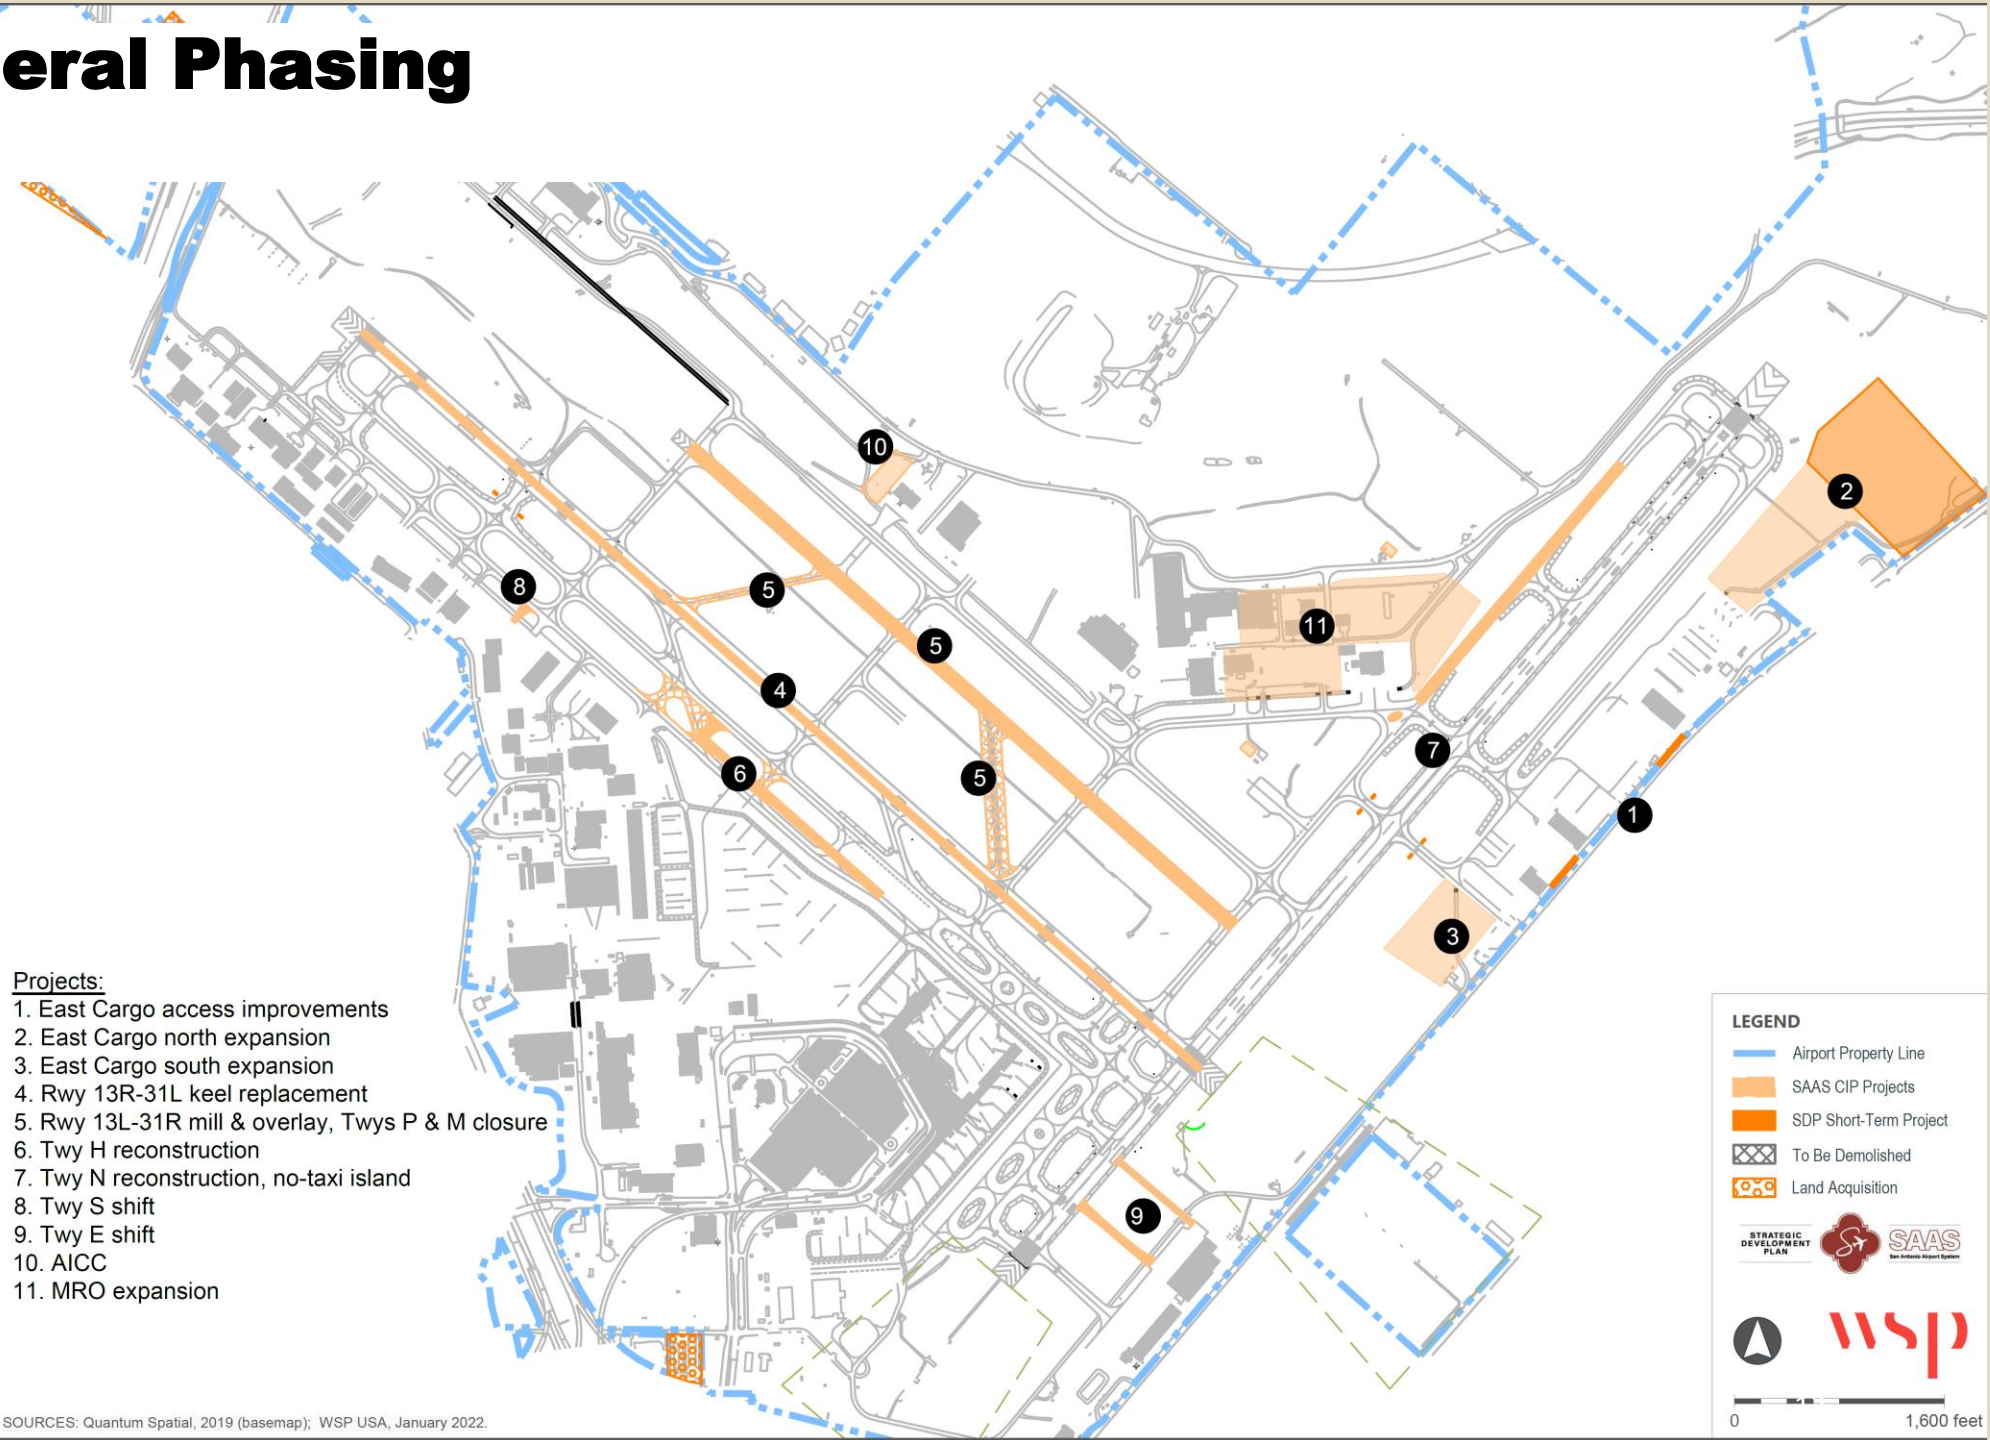 eral Phasing
10
2
8
5
11
5
4
7
6
5
1
3
9
Projects:
1. East Cargo access improvements
2. East Cargo north expansion
3. East Cargo south expansion
4. Rwy 13R-31L keel replacement
5. Rwy 13L-31R mill & overlay, Twys P & M closure
6. Twy H reconstruction
7. Twy N reconstruction, no-taxi island
8. Twy S shift
9. Twy E shift
10. AICC
11. MRO expansion
SOURCES: Quantum Spatial, 2019 (basemap); WSP USA, January 2022.
LEGEND
Airport Property Line
SAAS CIP Projects
SDP Short-Term Project
To Be Demolished
Land Acquisition
STRATEGIC
DEVELOPMENT
PLAN
SAAS
San Antonio Airport System
wsp
0 1,600 feet